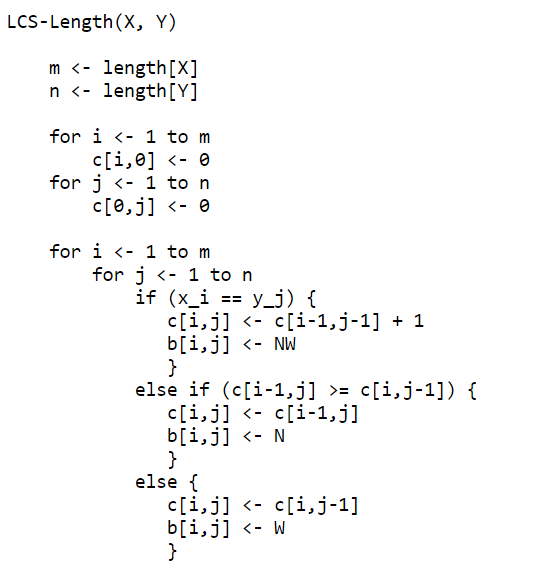 LCS-Length(X, Y)
m <- length[X]
n <- length[Y]
for i <- 1 to m
c[i,0] <- 0
for j <- 1 to n
c[0,j] <- 0
for i <- 1 to m
for j <- 1 to n
if (x_i == y_j) {
c[i,j] <- c[i-1,j-1] + 1
b[i,j] <- NW
}
else if (c[i-1,j] >= c[i,j-1]) {
c[i,j] <- c[i-1,j]
b[i,j] <- N
}
else {
c[i,j] <- c[i,j-1]
b[i,j] <- W
}